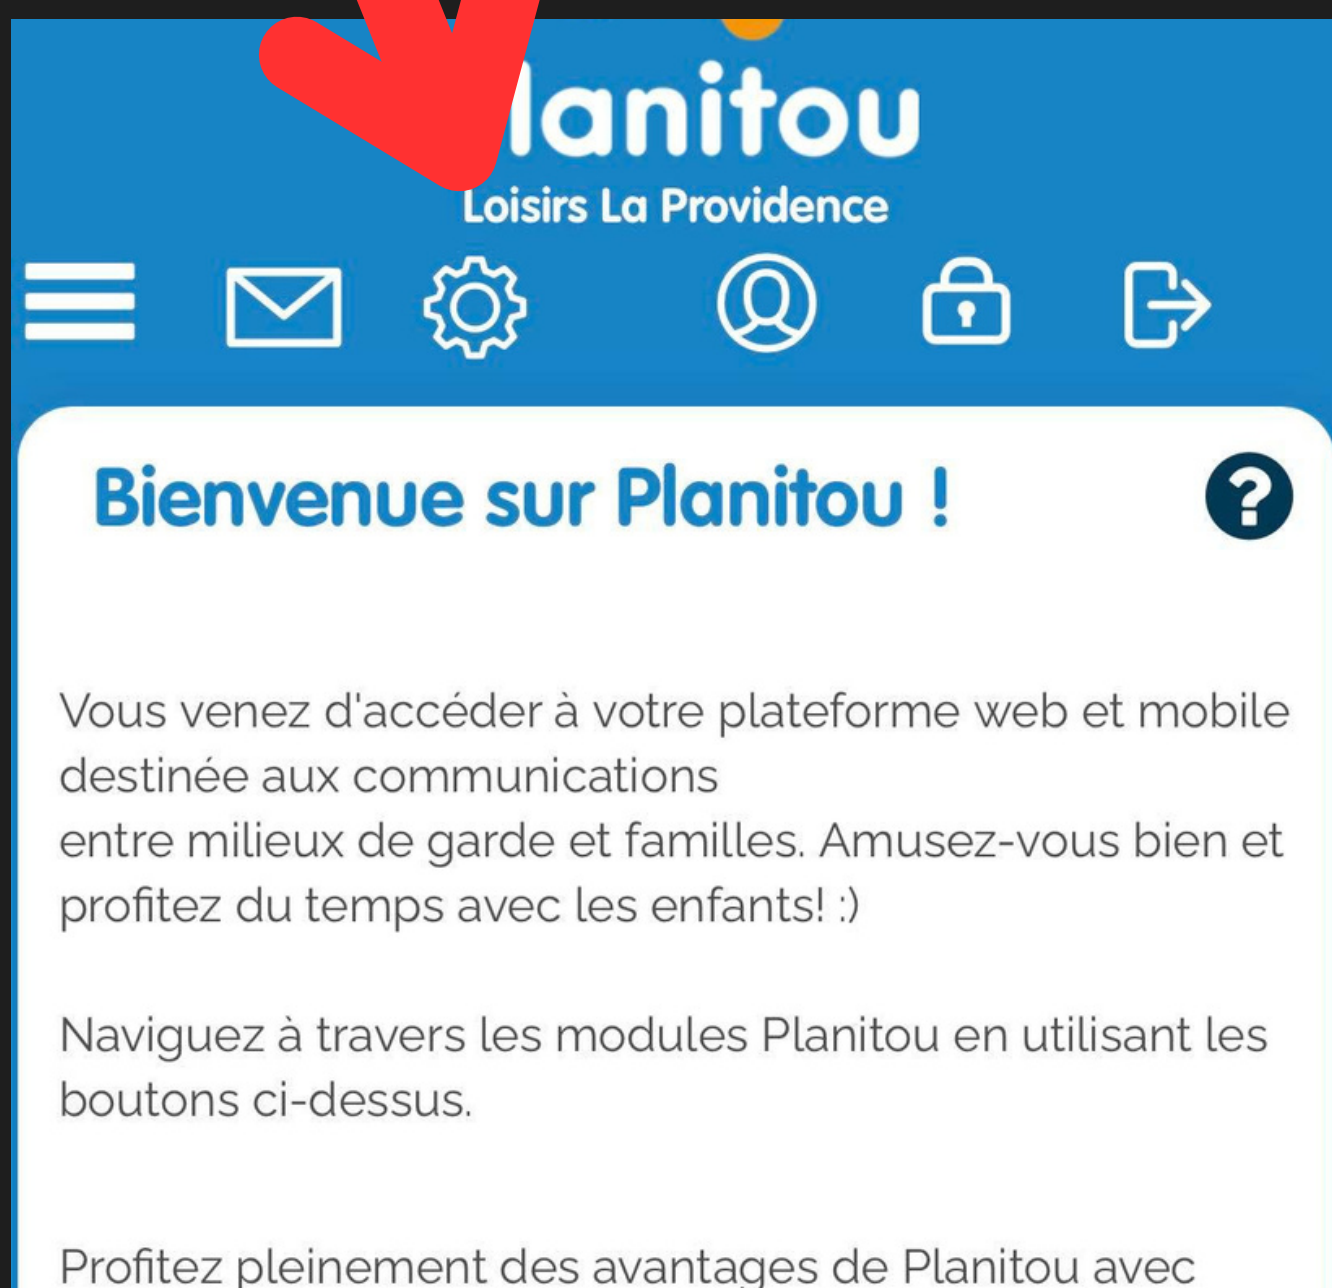 lanitou
Loisirs La Providence
Bienvenue sur Planitou !
?
Vous venez d'accéder à votre plateforme web et mobile
destinée aux communications
entre milieux de garde et familles. Amusez-vous bien et
profitez du temps avec les enfants! :)
Naviguez à travers les modules Planitou en utilisant les
boutons ci-dessus.
Profitez pleinement des avantages de Planitou avec